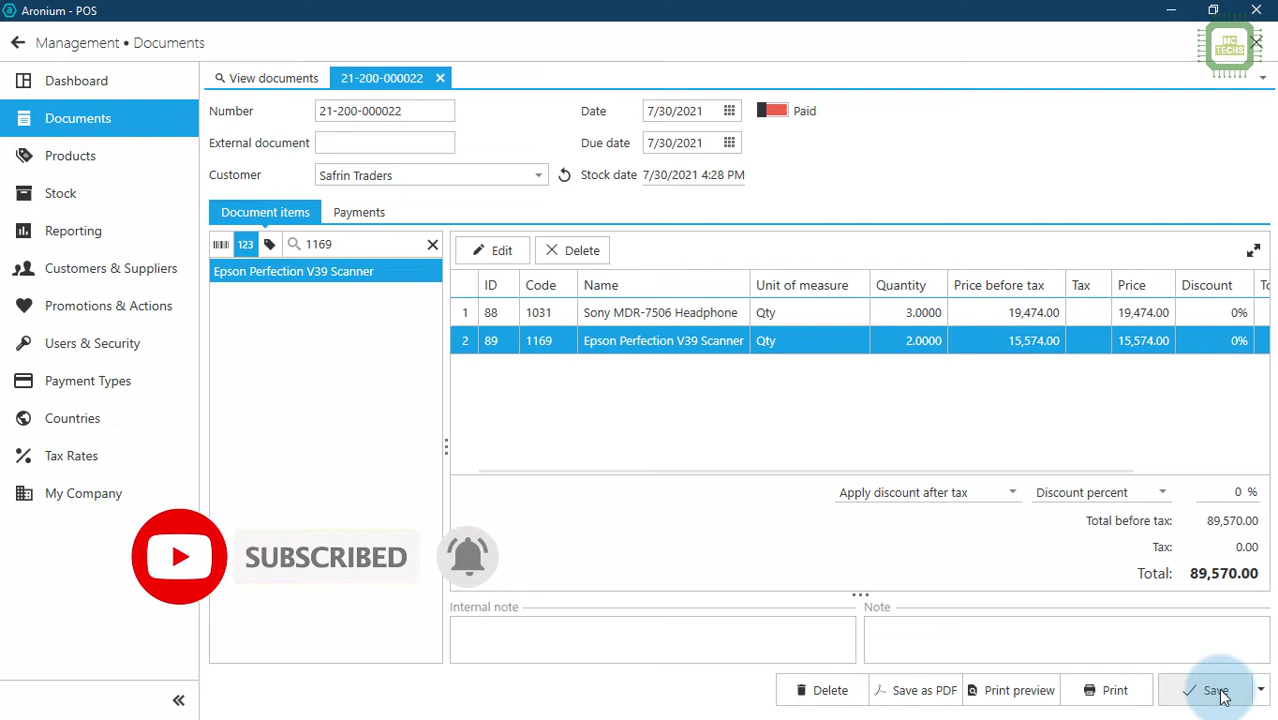 Aronium - POS
Management • Documents
MC TECHS
Dashboard
Documents
Products
Stock
Reporting
Customers & Suppliers
Promotions & Actions
Users & Security
Payment Types
Countries
Tax Rates
My Company
View documents
21-200-000022
Number 21-200-000022 Date 7/30/2021 Paid
External document Due date 7/30/2021
Customer Safrin Traders Stock date 7/30/2021 4:28 PM
Document items Payments
123 1169
Epson Perfection V39 Scanner
Edit Delete
ID Code Name Unit of measure Quantity Price before tax Tax Price Discount To
1 88 1031 Sony MDR-7506 Headphone Qty 3.0000 19,474.00 19,474.00 0%
2 89 1169 Epson Perfection V39 Scanner Qty 2.0000 15,574.00 15,574.00 0%
Apply discount after tax Discount percent 0 %
Total before tax: 89,570.00
Tax: 0.00
Total: 89,570.00
SUBSCRIBED
Internal note Note
Delete Save as PDF Print preview Print Save